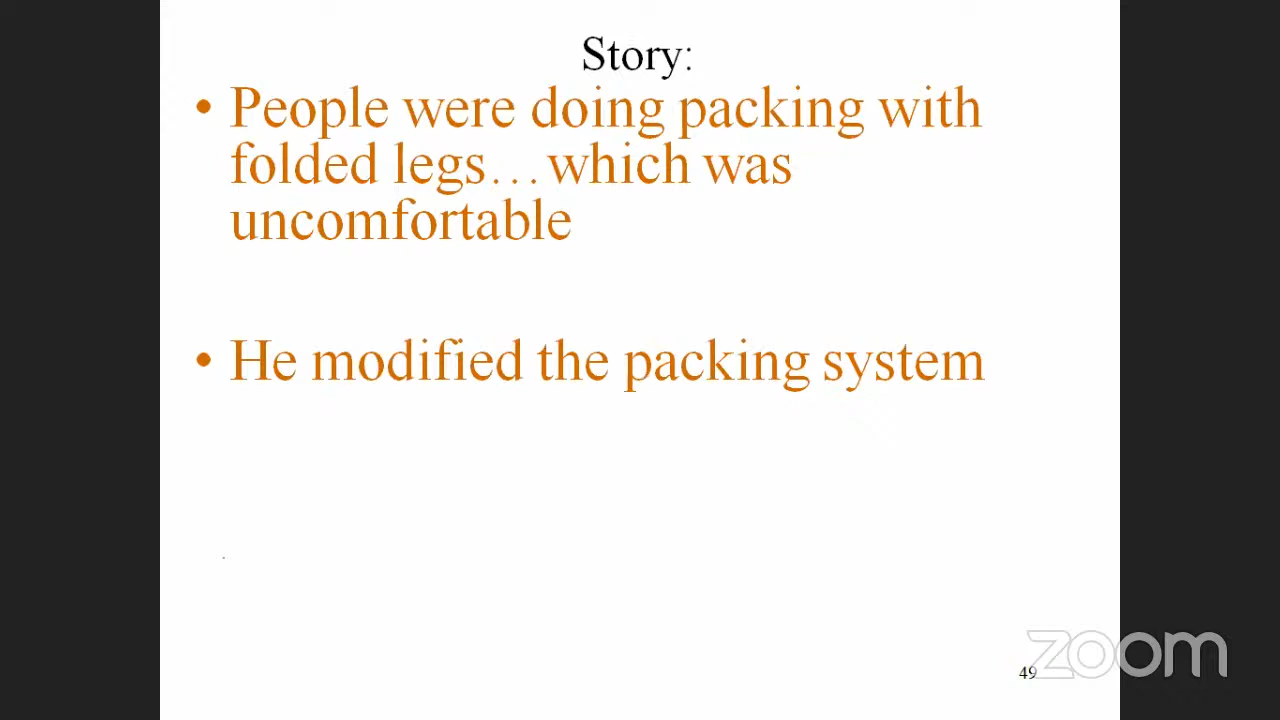 Story:
• People were doing packing with
folded legs…which was
uncomfortable
• He modified the packing system
49
zoom